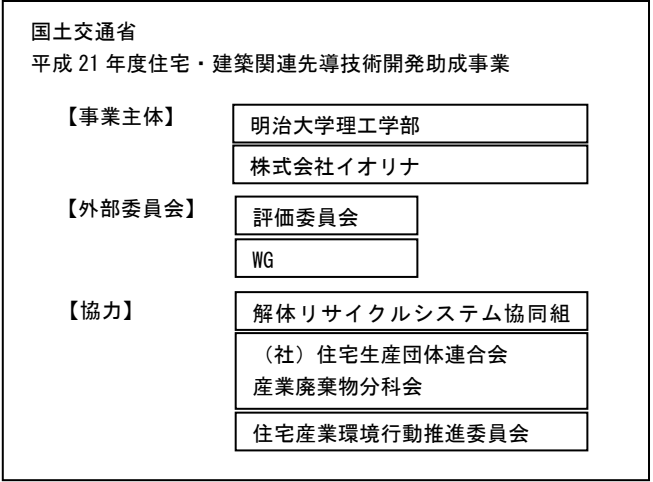 国土交通省
平成 21 年度住宅・建築関連先導技術開発助成事業
【事業主体】
明治大学理工学部
株式会社イオリナ
【外部委員会】
評価委員会
WG
【協力】
解体リサイクルシステム協同組
（社）住宅生産団体連合会
産業廃棄物分科会
住宅産業環境行動推進委員会